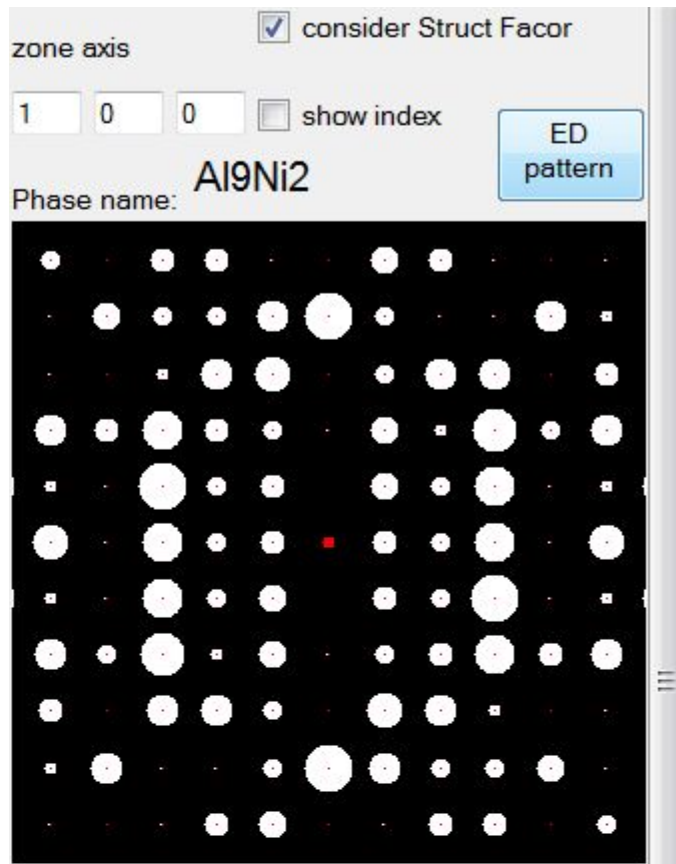 consider Struct Facor
zone axis
1 0 0
show index
ED
pattern
Al9Ni2
Phase name: